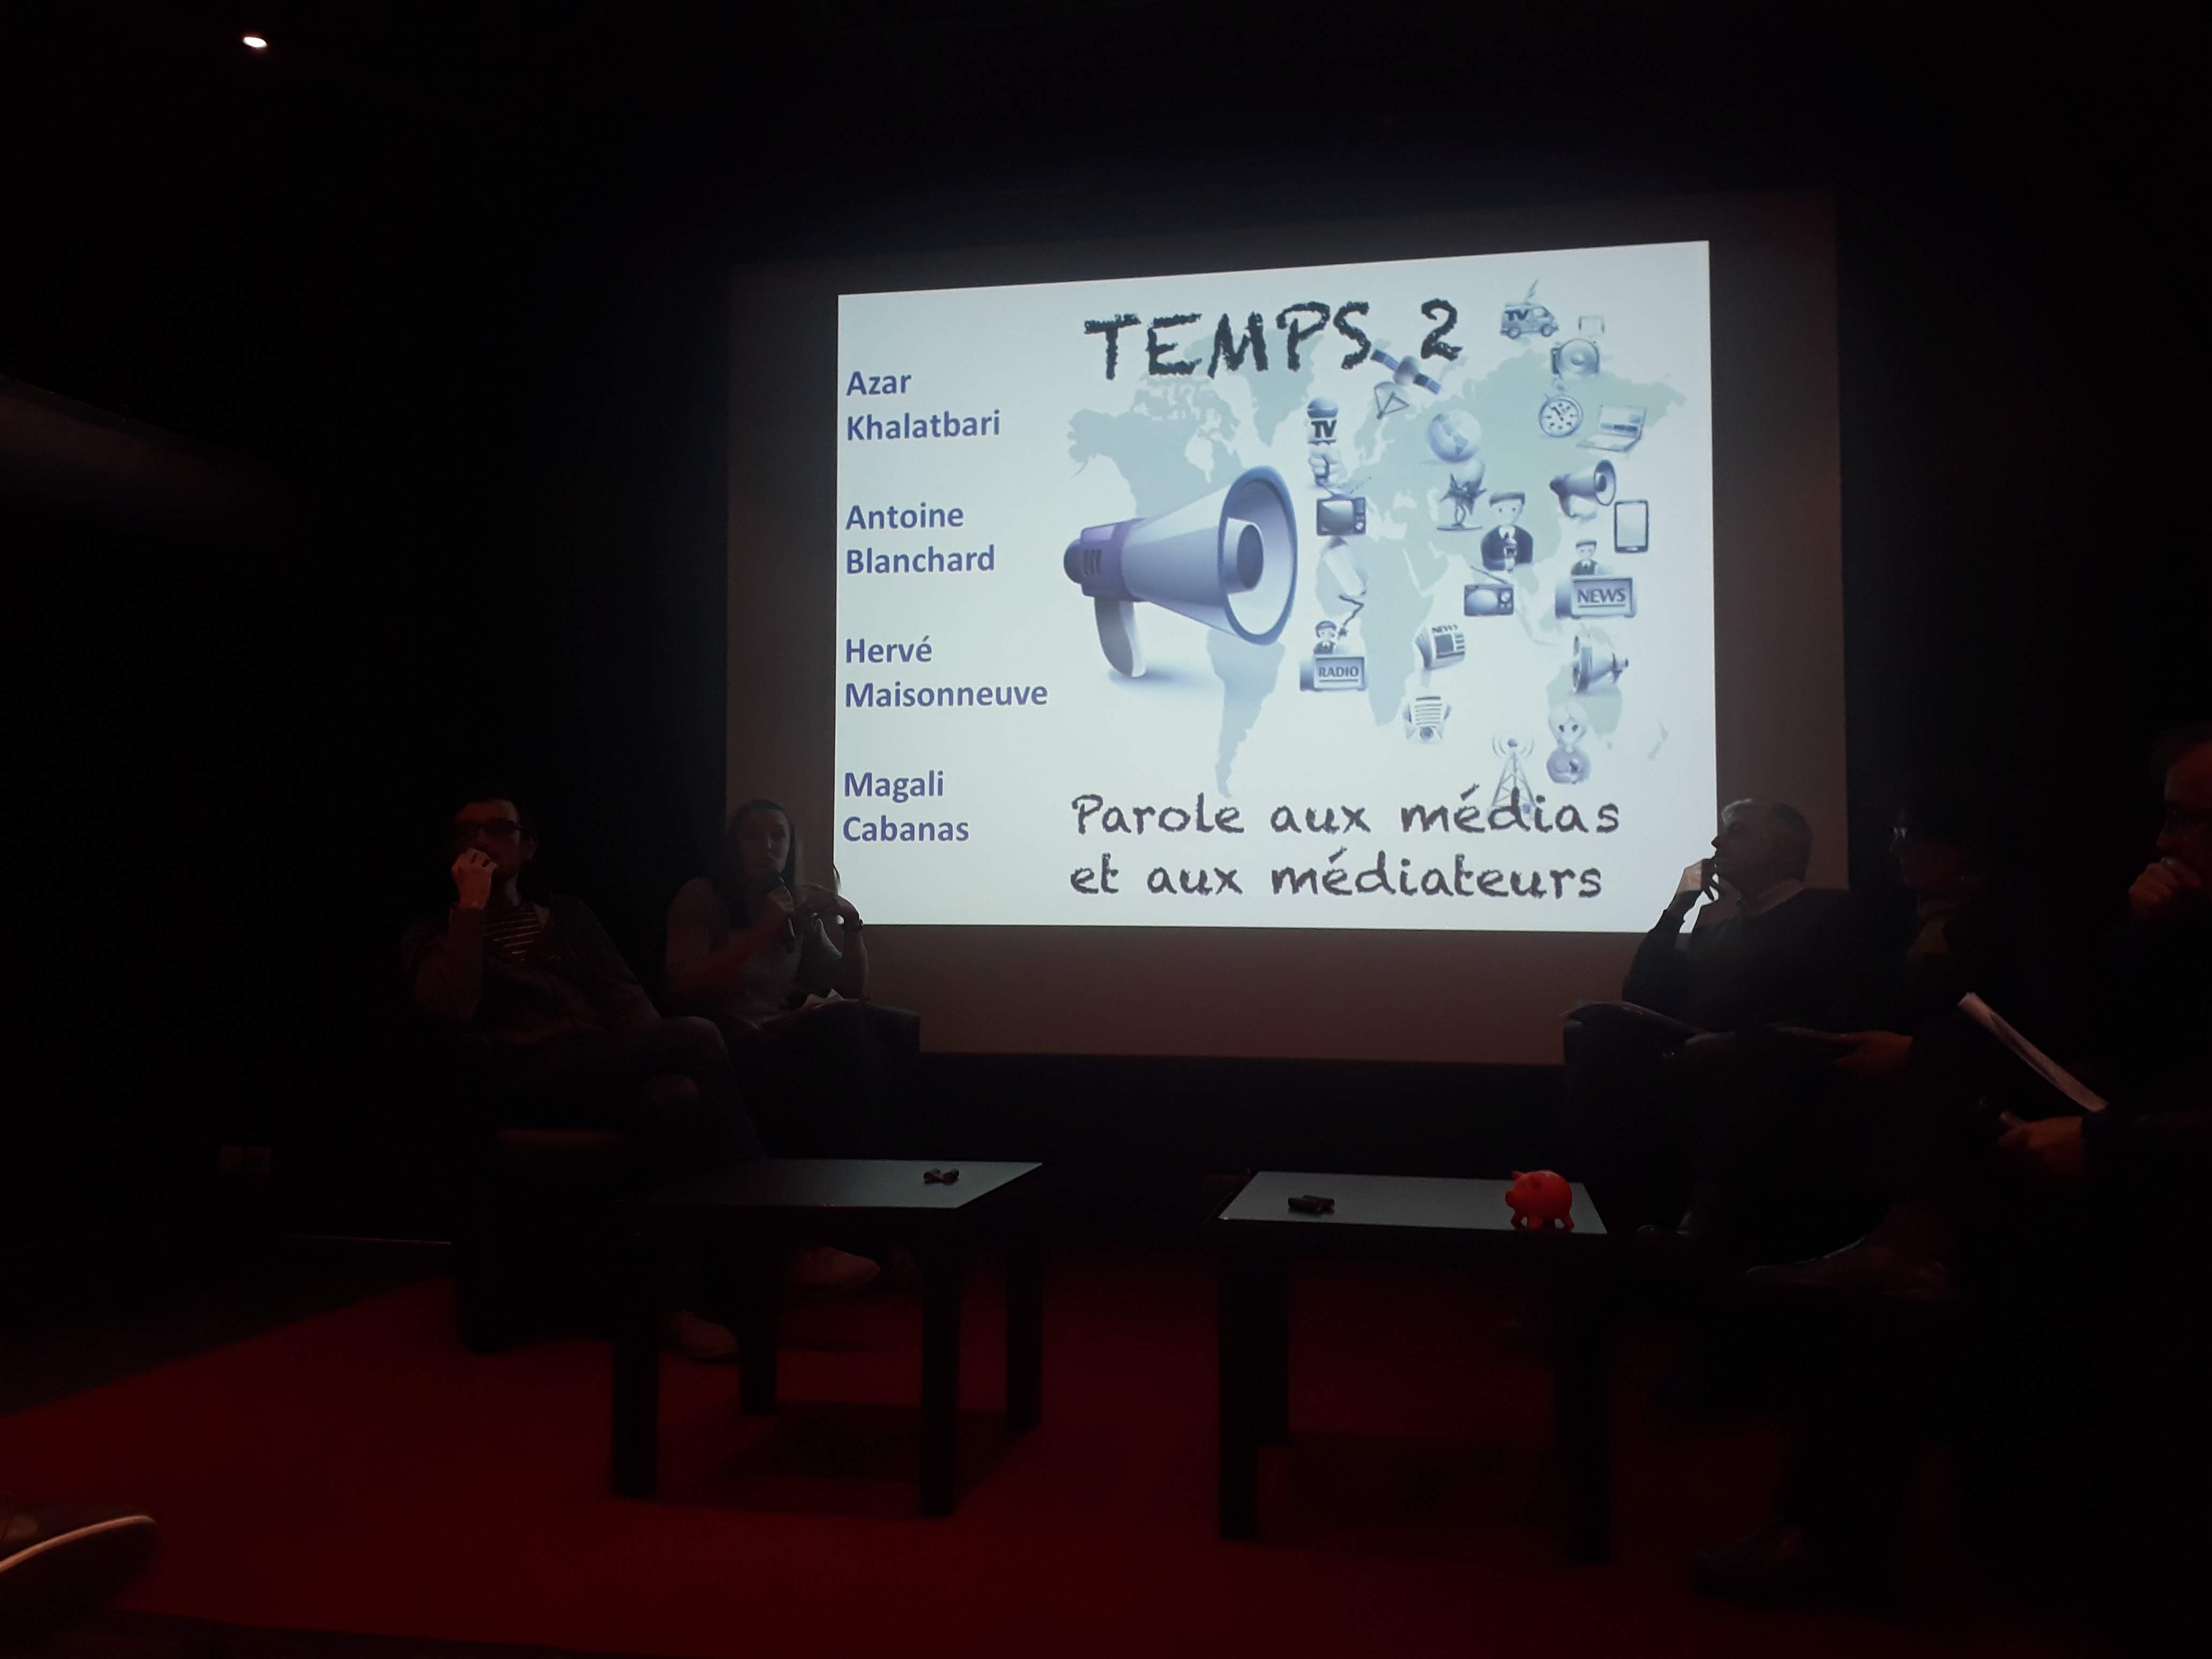 TEMPS 2
Azar
Khalatbari
Antoine
Blanchard
Hervé
Maisonneuve
Magali
Cabanas
TV
TV
NEWS
NEWS
RADIO
Parole aux médias
et aux médiateurs